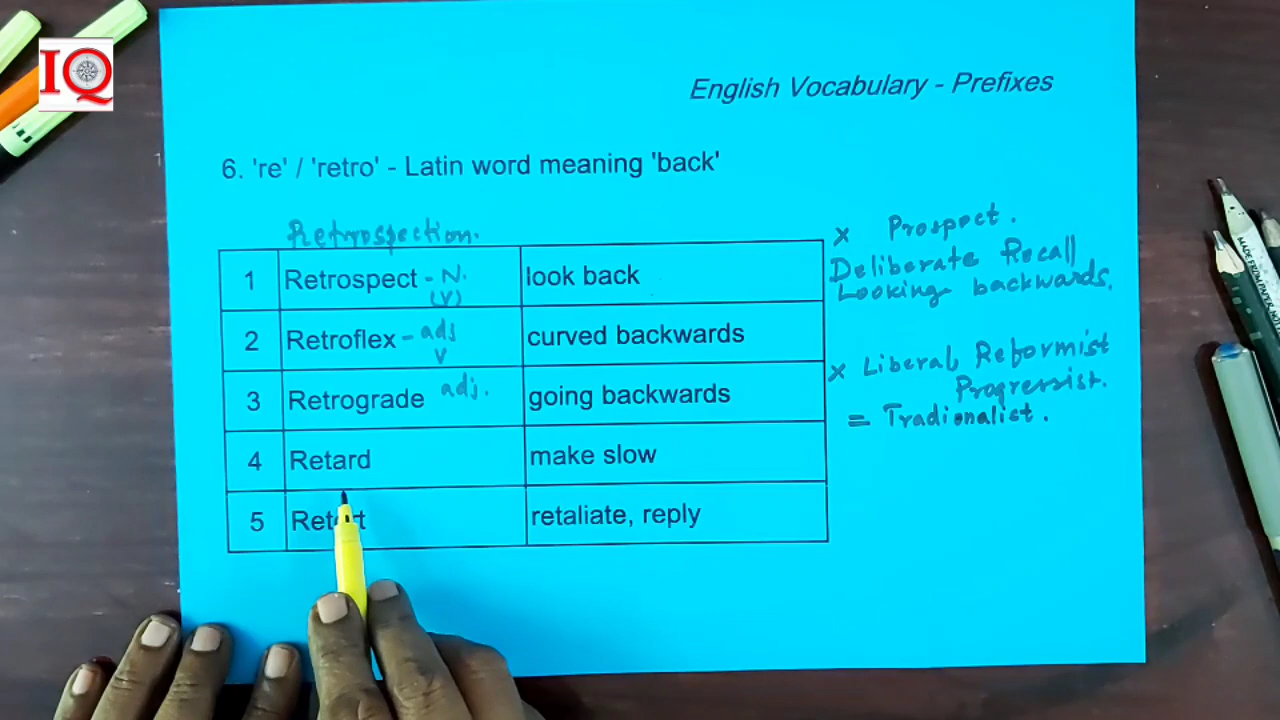 IQ
English Vocabulary - Prefixes
6. 're' / 'retro' - Latin word meaning 'back'
Retrospection.
1 Retrospect - N. (V) look back
2 Retroflex - adj V curved backwards
3 Retrograde adj. going backwards
4 Retard make slow
5 retaliate, reply
x Prospect.
Deliberate Recall
Looking backwards.
x Liberal, Reformist
Progressist.
= Tradionalist.